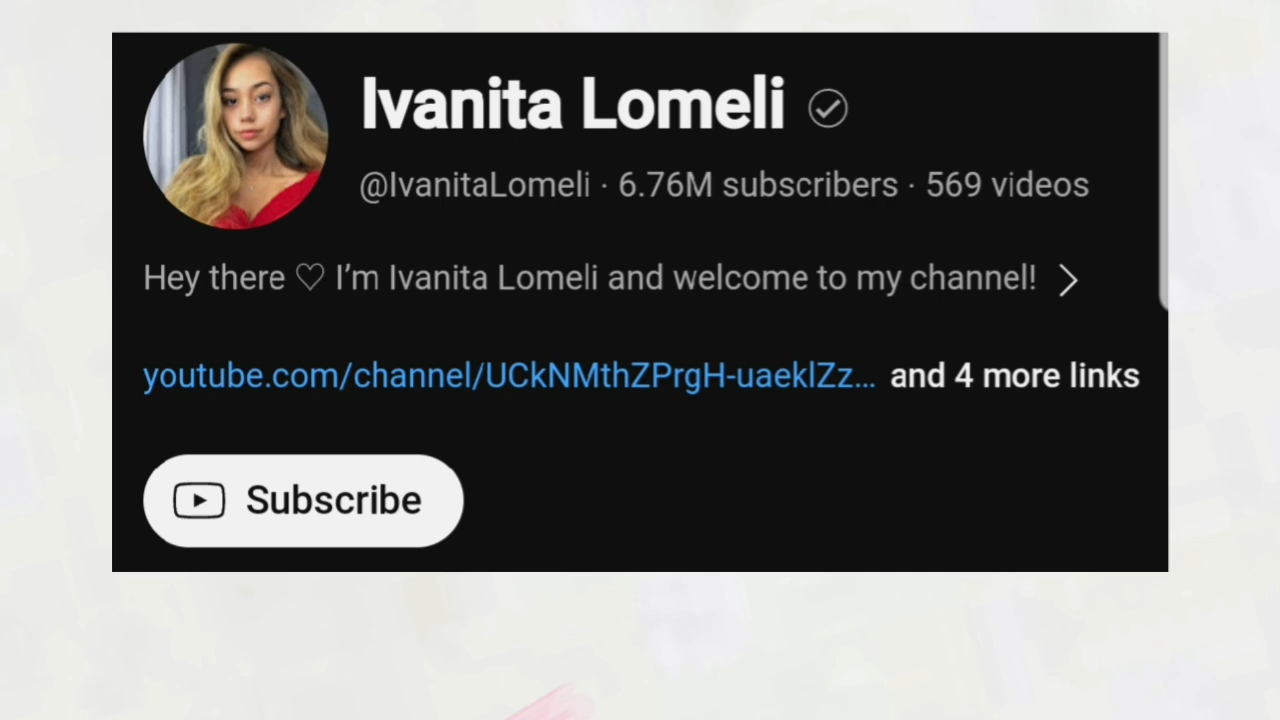 Ivanita Lomeli
@IvanitaLomeli · 6.76M subscribers · 569 videos
Hey there ♡ I’m Ivanita Lomeli and welcome to my channel!
youtube.com/channel/UCkNMthZPrgH-uaeklZz... and 4 more links
Subscribe